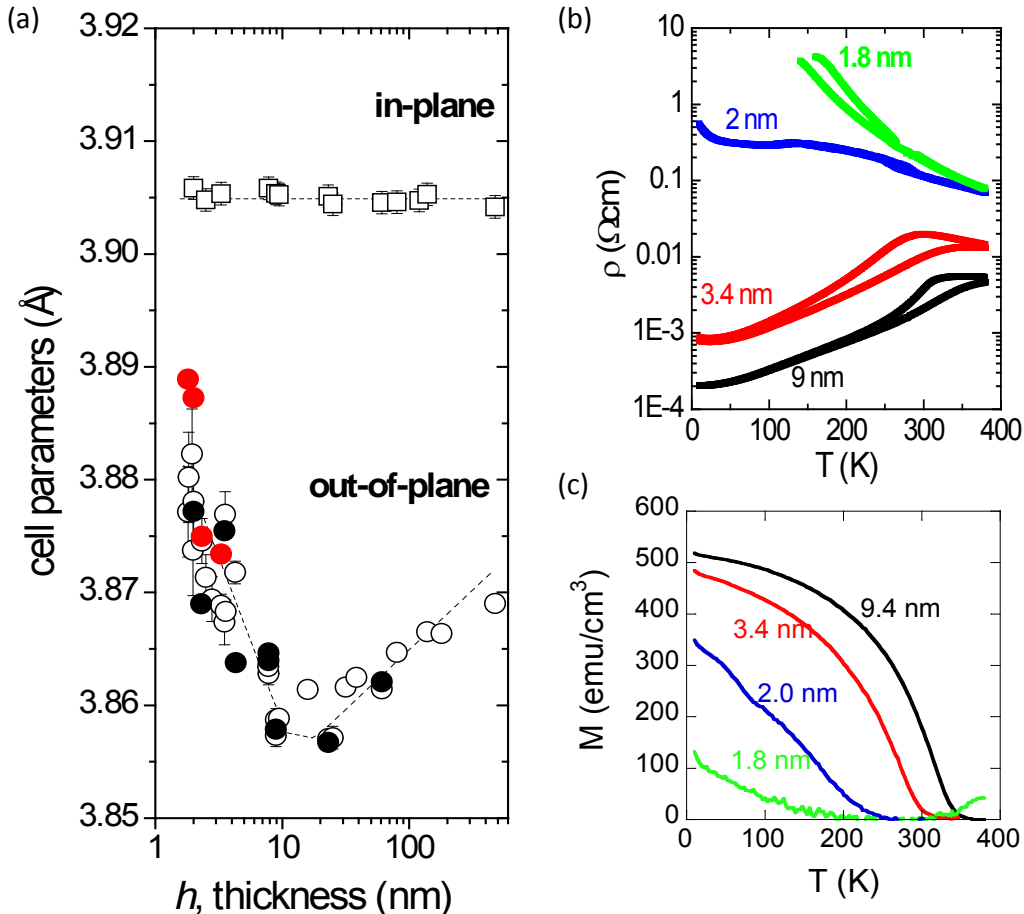 (a)
3.92
3.91
3.90
3.89
3.88
3.87
3.86
3.85
cell parameters (Å)
in-plane
out-of-plane
1 10 100
h, thickness (nm)
(b)
10
1
0.1
0.01
1E-3
1E-4
ρ (Ωcm)
1.8 nm
2 nm
3.4 nm
9 nm
0 100 200 300 400
T (K)
(c)
600
500
400
300
200
100
0
M (emu/cm³)
9.4 nm
3.4 nm
2.0 nm
1.8 nm
0 100 200 300 400
T (K)